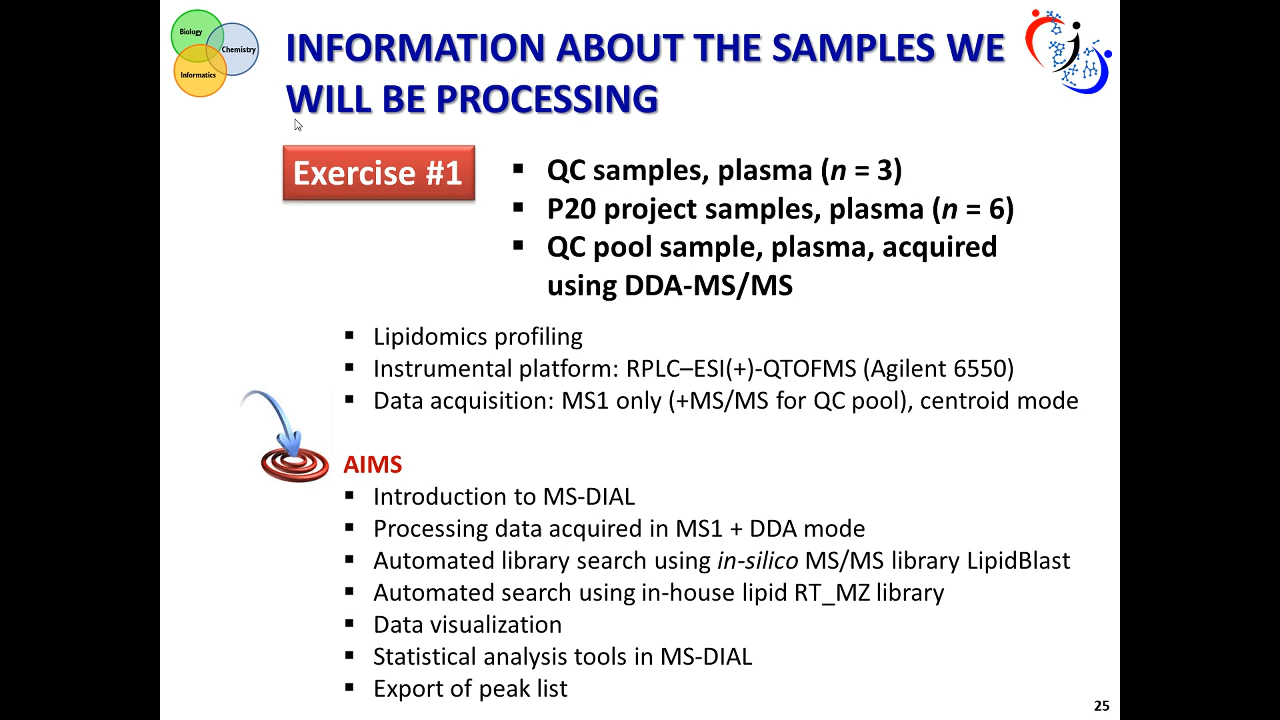 Biology
Chemistry
Informatics
INFORMATION ABOUT THE SAMPLES WE
WILL BE PROCESSING
Exercise #1
▪ QC samples, plasma (n = 3)
▪ P20 project samples, plasma (n = 6)
▪ QC pool sample, plasma, acquired
using DDA-MS/MS
▪ Lipidomics profiling
▪ Instrumental platform: RPLC–ESI(+)-QTOFMS (Agilent 6550)
▪ Data acquisition: MS1 only (+MS/MS for QC pool), centroid mode
AIMS
▪ Introduction to MS-DIAL
▪ Processing data acquired in MS1 + DDA mode
▪ Automated library search using in-silico MS/MS library LipidBlast
▪ Automated search using in-house lipid RT_MZ library
▪ Data visualization
▪ Statistical analysis tools in MS-DIAL
▪ Export of peak list
25